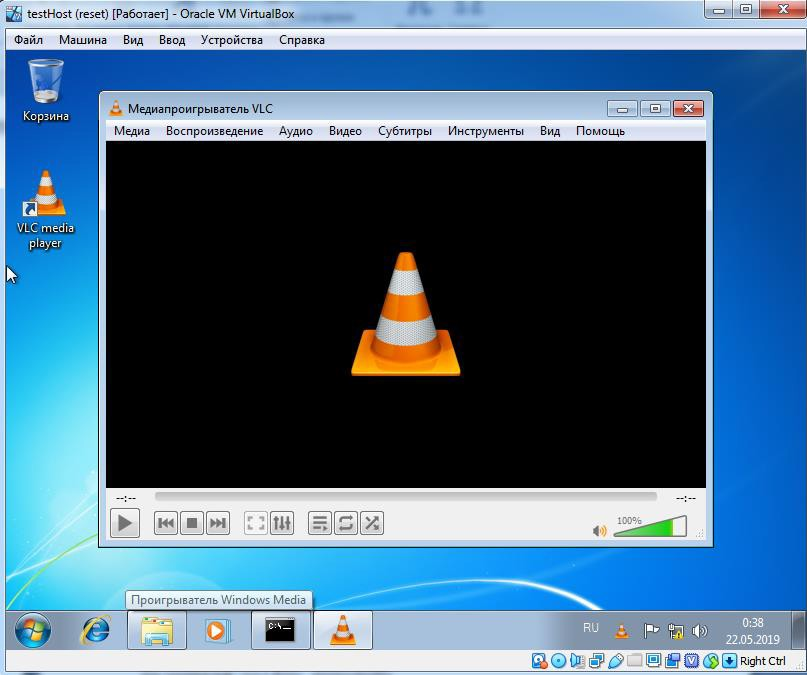 testHost (reset) [Работает] - Oracle VM VirtualBox
Файл Машина Вид Ввод Устройства Справка
Корзина
VLC media
player
Медиапроигрыватель VLC
Медиа Воспроизведение Аудио Видео Субтитры Инструменты Вид Помощь
--:-- --:--
100%
Проигрыватель Windows Media
C:\
RU
0:38
22.05.2019
Right Ctrl